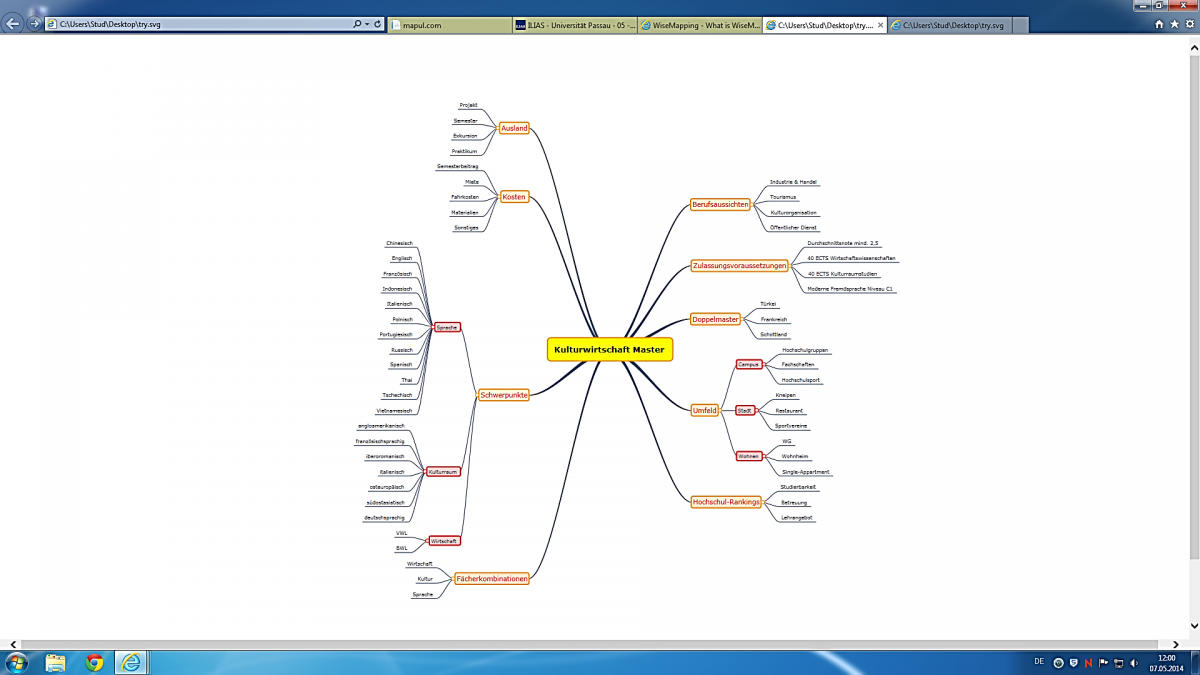 C:\Users\Stud\Desktop\try.svg
mapul.com
ILIAS - Universität Passau - 05 -...
WiseMapping - What is WiseM...
C:\Users\Stud\Desktop\try....
C:\Users\Stud\Desktop\try.svg
Projekt
Semester
Exkursion
Praktikum
Ausland
Semesterbeitrag
Miete
Fahrkosten
Materialien
Sonstiges
Kosten
Chinesisch
Englisch
Französisch
Indonesisch
Italienisch
Polnisch
Portugiesisch
Russisch
Spanisch
Thai
Tschechisch
Vietnamesisch
Sprache
angloamerikanisch
französischsprachig
iberoromanisch
italienisch
osteuropäisch
südostasiatisch
deutschsprachig
Kulturraum
VWL
BWL
Wirtschaft
Schwerpunkte
Wirtschaft
Kultur
Sprache
Fächerkombinationen
Kulturwirtschaft Master
Berufsaussichten
Industrie & Handel
Tourismus
Kulturorganisation
Öffentlicher Dienst
Zulassungsvoraussetzungen
Durchschnittsnote mind. 2,5
40 ECTS Wirtschaftswissenschaften
40 ECTS Kulturraumstudien
Moderne Fremdsprache Niveau C1
Doppelmaster
Türkei
Frankreich
Schottland
Umfeld
Campus
Hochschulgruppen
Fachschaften
Hochschulsport
Stadt
Kneipen
Restaurant
Sportvereine
Wohnen
WG
Wohnheim
Single-Appartment
Hochschul-Rankings
Studierbarkeit
Betreuung
Lehrangebot
DE
12:00
07.05.2014